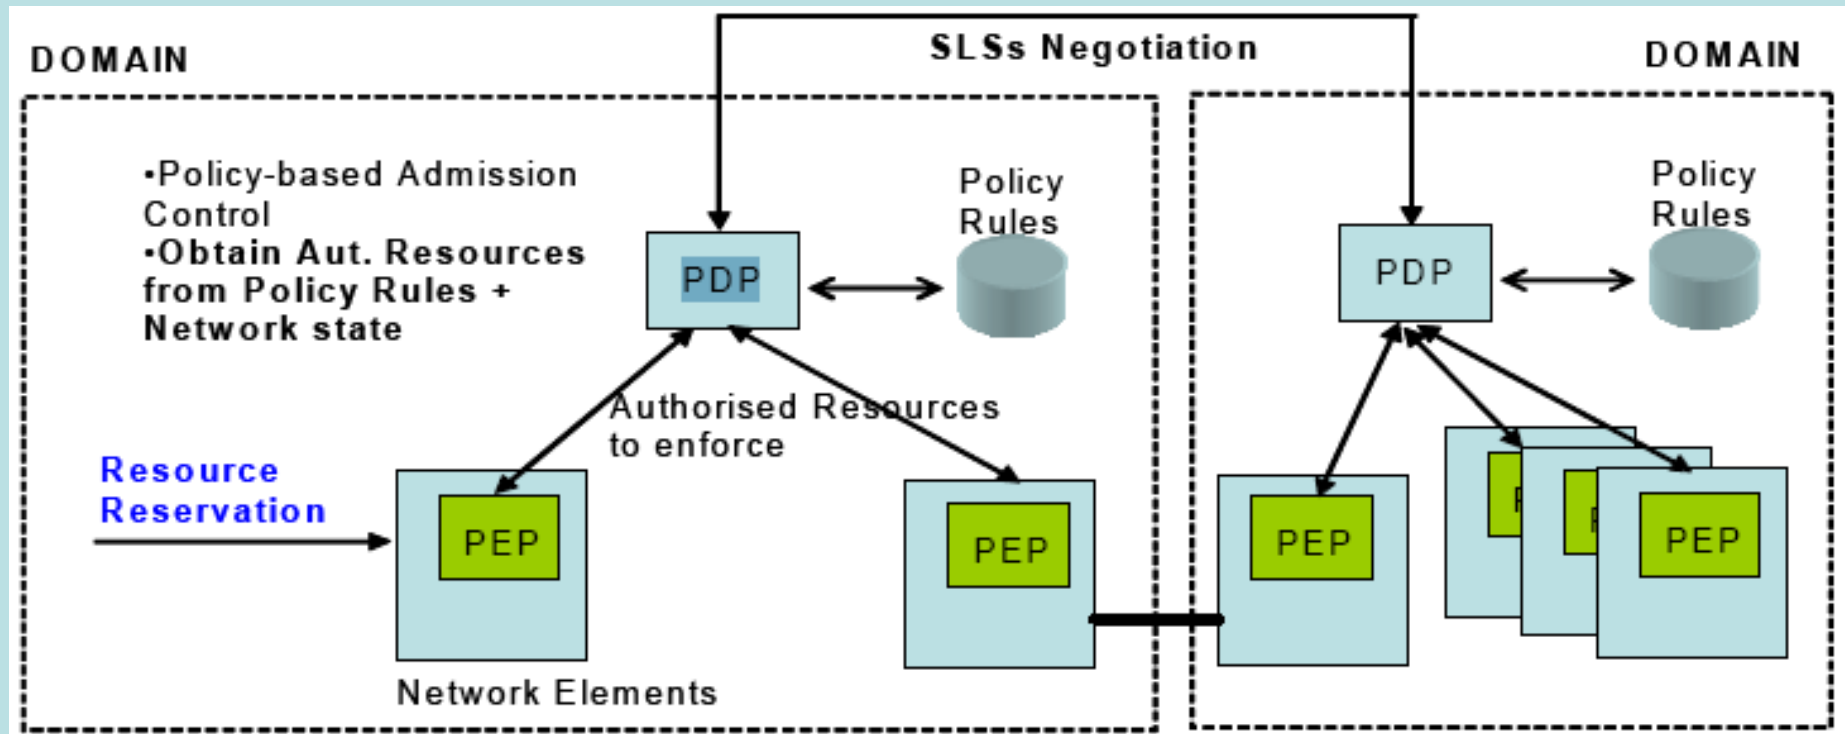 SLSs Negotiation
DOMAIN
DOMAIN
•Policy-based Admission
Control
•Obtain Aut. Resources
from Policy Rules +
Network state
Policy
Rules
PDP
Policy
Rules
PDP
Authorised Resources
to enforce
Resource
Reservation
PEP
PEP
PEP
PEP
Network Elements